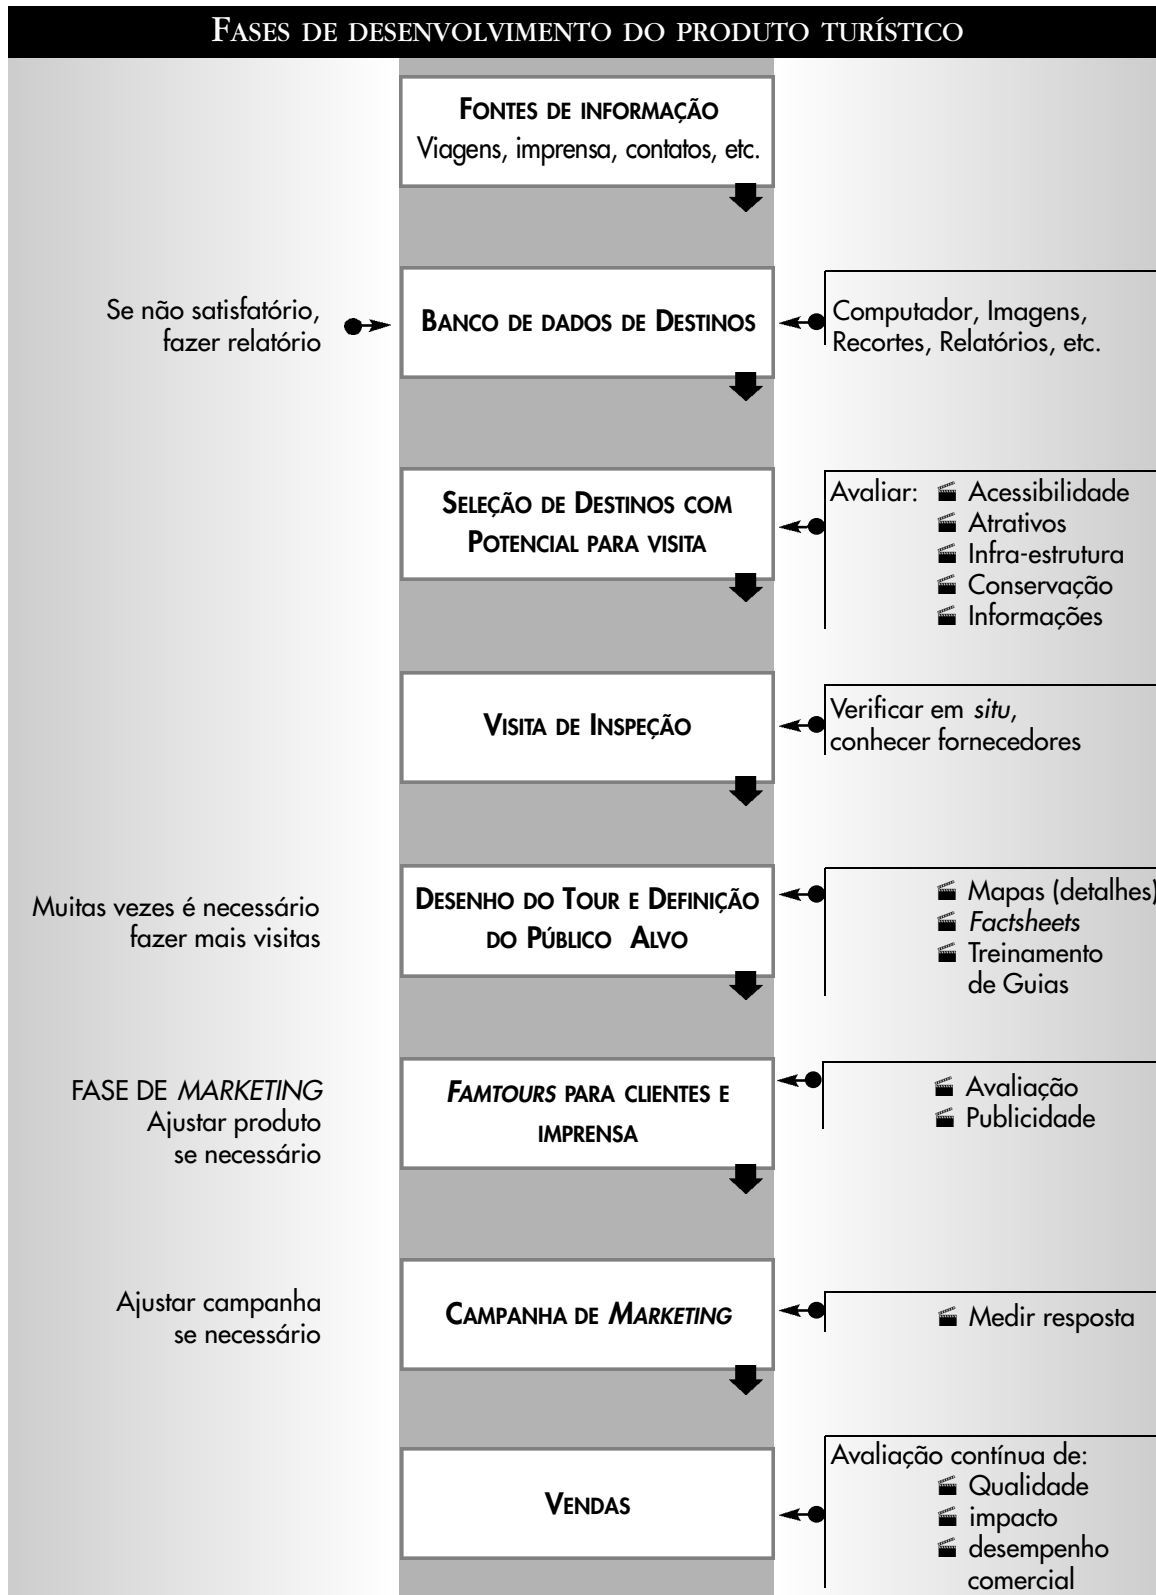 FASES DE DESENVOLVIMENTO DO PRODUTO TURÍSTICO
FONTES DE INFORMAÇÃO
Viagens, imprensa, contatos, etc.
Se não satisfatório,
fazer relatório
BANCO DE DADOS DE DESTINOS
Computador, Imagens,
Recortes, Relatórios, etc.
SELEÇÃO DE DESTINOS COM
POTENCIAL PARA VISITA
Avaliar: Acessibilidade
Atrativos
Infra-estrutura
Conservação
Informações
VISITA DE INSPEÇÃO
Verificar em situ,
conhecer fornecedores
Muitas vezes é necessário
fazer mais visitas
DESENHO DO TOUR E DEFINIÇÃO
DO PÚBLICO ALVO
Mapas (detalhes)
Factsheets
Treinamento
de Guias
FASE DE MARKETING
Ajustar produto
se necessário
FAMTOURS PARA CLIENTES E
IMPRENSA
Avaliação
Publicidade
Ajustar campanha
se necessário
CAMPANHA DE MARKETING
Medir resposta
VENDAS
Avaliação contínua de:
Qualidade
impacto
desempenho
comercial